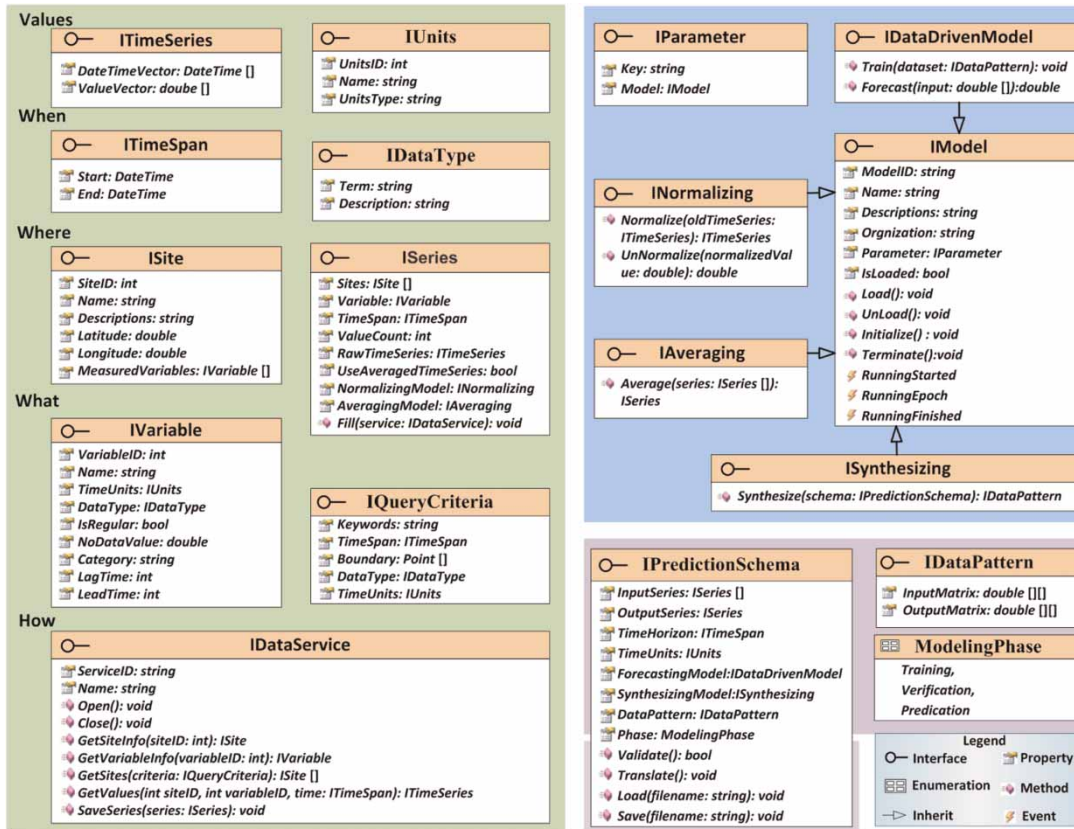 Values
ITimeSeries
DateTimeVector: DateTime []
ValueVector: doube []
IUnits
UnitsID: int
Name: string
UnitsType: string
When
ITimeSpan
Start: DateTime
End: DateTime
IDataType
Term: string
Description: string
Where
ISite
SiteID: int
Name: string
Descriptions: string
Latitude: double
Longitude: double
MeasuredVariables: IVariable []
ISeries
Sites: ISite []
Variable: IVariable
TimeSpan: ITimeSpan
ValueCount: int
RawTimeSeries: ITimeSeries
UseAveragedTimeSeries: bool
NormalizingModel: INormalizing
AveragingModel: IAveraging
Fill(service: IDataService): void
What
IVariable
VariableID: int
Name: string
TimeUnits: IUnits
DataType: IDataType
IsRegular: bool
NoDataValue: double
Category: string
LagTime: int
LeadTime: int
IQueryCriteria
Keywords: string
TimeSpan: ITimeSpan
Boundary: Point []
DataType: IDataType
TimeUnits: IUnits
How
IDataService
ServiceID: string
Name: string
Open(): void
Close(): void
GetSiteInfo(siteID: int): ISite
GetVariableInfo(variableID: int): IVariable
GetSites(criteria: IQueryCriteria): ISite []
GetValues(int siteID, int variableID, time: ITimeSpan): ITimeSeries
SaveSeries(series: ISeries): void
IParameter
Key: string
Model: IModel
IDataDrivenModel
Train(dataset: IDataPattern): void
Forecast(input: double []):double
IModel
ModelID: string
Name: string
Descriptions: string
Orgnization: string
Parameter: IParameter
IsLoaded: bool
Load(): void
UnLoad(): void
Initialize() : void
Terminate():void
RunningStarted
RunningEpoch
RunningFinished
INormalizing
Normalize(oldTimeSeries:
ITimeSeries): ITimeSeries
UnNormalize(normalizedVal
ue: double): double
IAveraging
Average(series: ISeries []):
ISeries
ISynthesizing
Synthesize(schema: IPredictionSchema): IDataPattern
IPredictionSchema
InputSeries: ISeries []
OutputSeries: ISeries
TimeHorizon: ITimeSpan
TimeUnits: IUnits
ForecastingModel:IDataDrivenModel
SynthesizingModel:ISynthesizing
DataPattern: IDataPattern
Phase: ModelingPhase
Validate(): bool
Translate(): void
Load(filename: string): void
Save(filename: string): void
IDataPattern
InputMatrix: double [][]
OutputMatrix: double [][]
ModelingPhase
Training,
Verification,
Predication
Legend
Interface
Property
Enumeration
Method
Inherit
Event